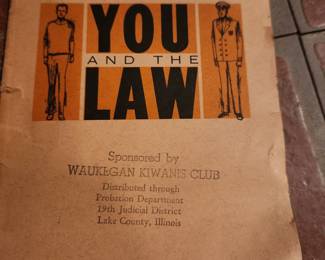 YOU
AND THE
LAW
Sponsored by
WAUKEGAN KIWANIS CLUB
Distributed through
Probation Department
19th Judicial District
Lake County, Illinois